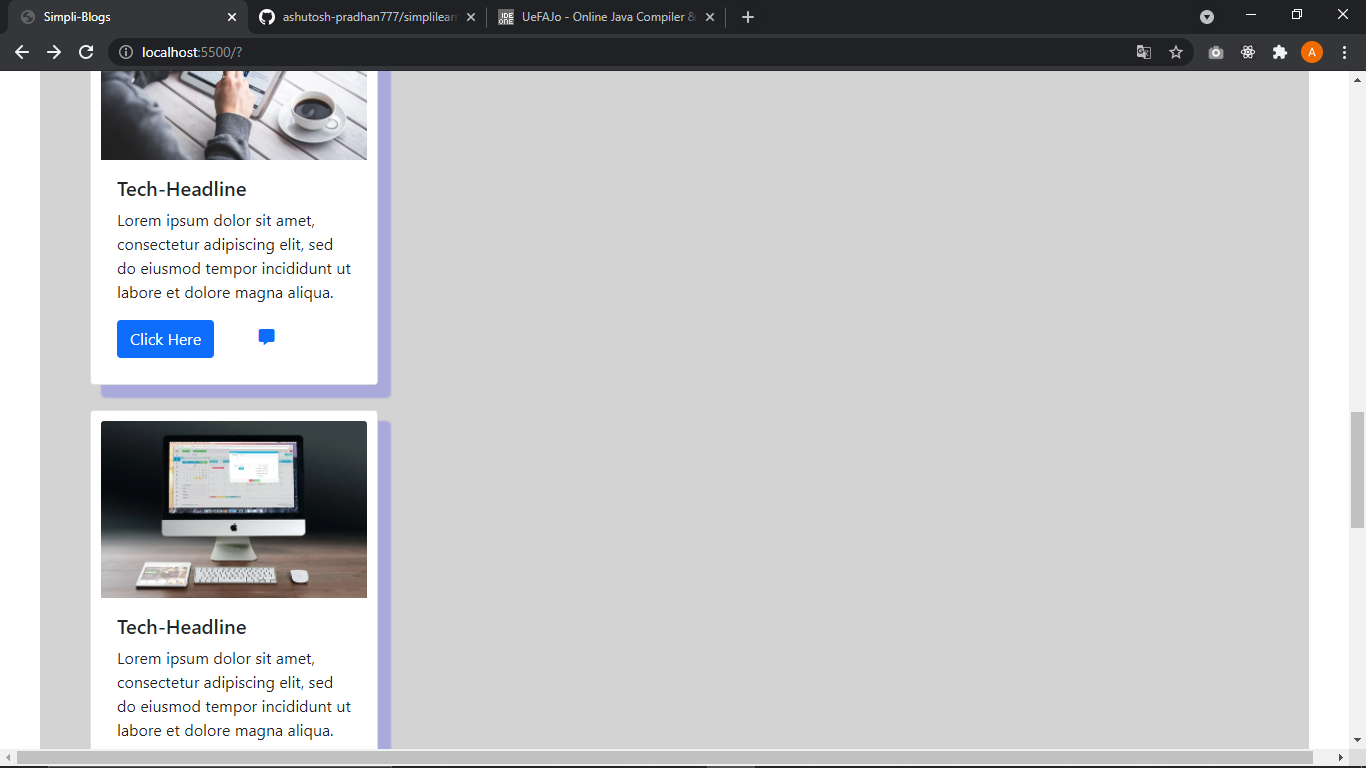 Simpli-Blogs
ashutosh-pradhan777/simplilearn
UeFAJo - Online Java Compiler &
IDE
ONE
localhost:5500/?
A
Tech-Headline
Lorem ipsum dolor sit amet,
consectetur adipiscing elit, sed
do eiusmod tempor incididunt ut
labore et dolore magna aliqua.
Click Here
Tech-Headline
Lorem ipsum dolor sit amet,
consectetur adipiscing elit, sed
do eiusmod tempor incididunt ut
labore et dolore magna aliqua.